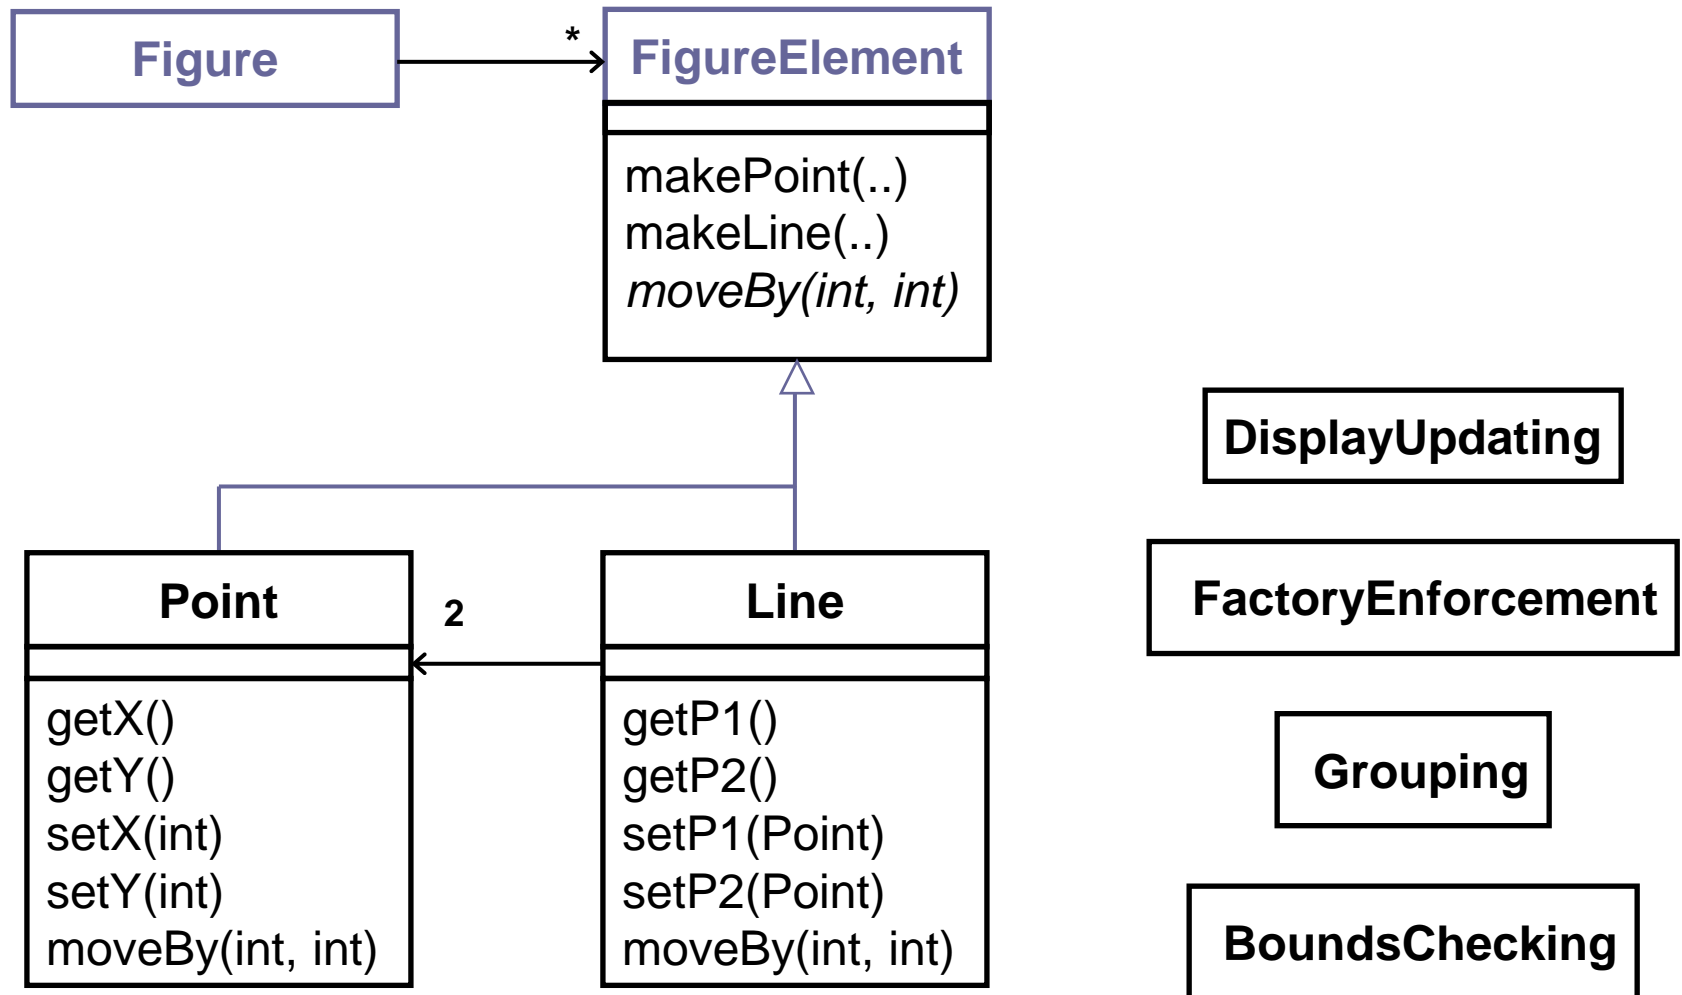 Figure
*
FigureElement
makePoint(..)
makeLine(..)
moveBy(int, int)
Point
getX()
getY()
setX(int)
setY(int)
moveBy(int, int)
2
Line
getP1()
getP2()
setP1(Point)
setP2(Point)
moveBy(int, int)
DisplayUpdating
FactoryEnforcement
Grouping
BoundsChecking